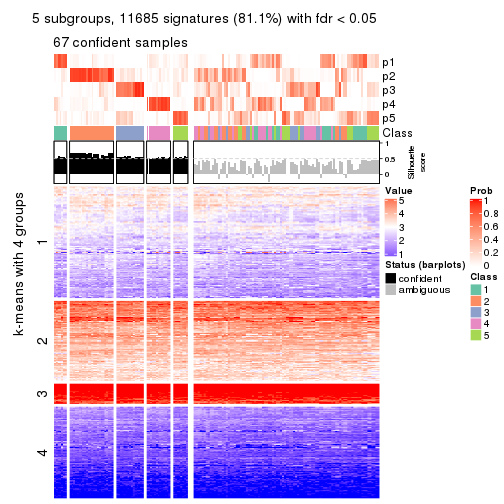 5 subgroups, 11685 signatures (81.1%) with fdr < 0.05
67 confident samples
p1
p2
p3
p4
p5
Class
1
0.5
0
Silhouette
score
k-means with 4 groups
1
2
3
4
Value
5
4
3
2
1
Status (barplots)
confident
ambiguous
Prob
1
0.8
0.6
0.4
0.2
0
Class
1
2
3
4
5